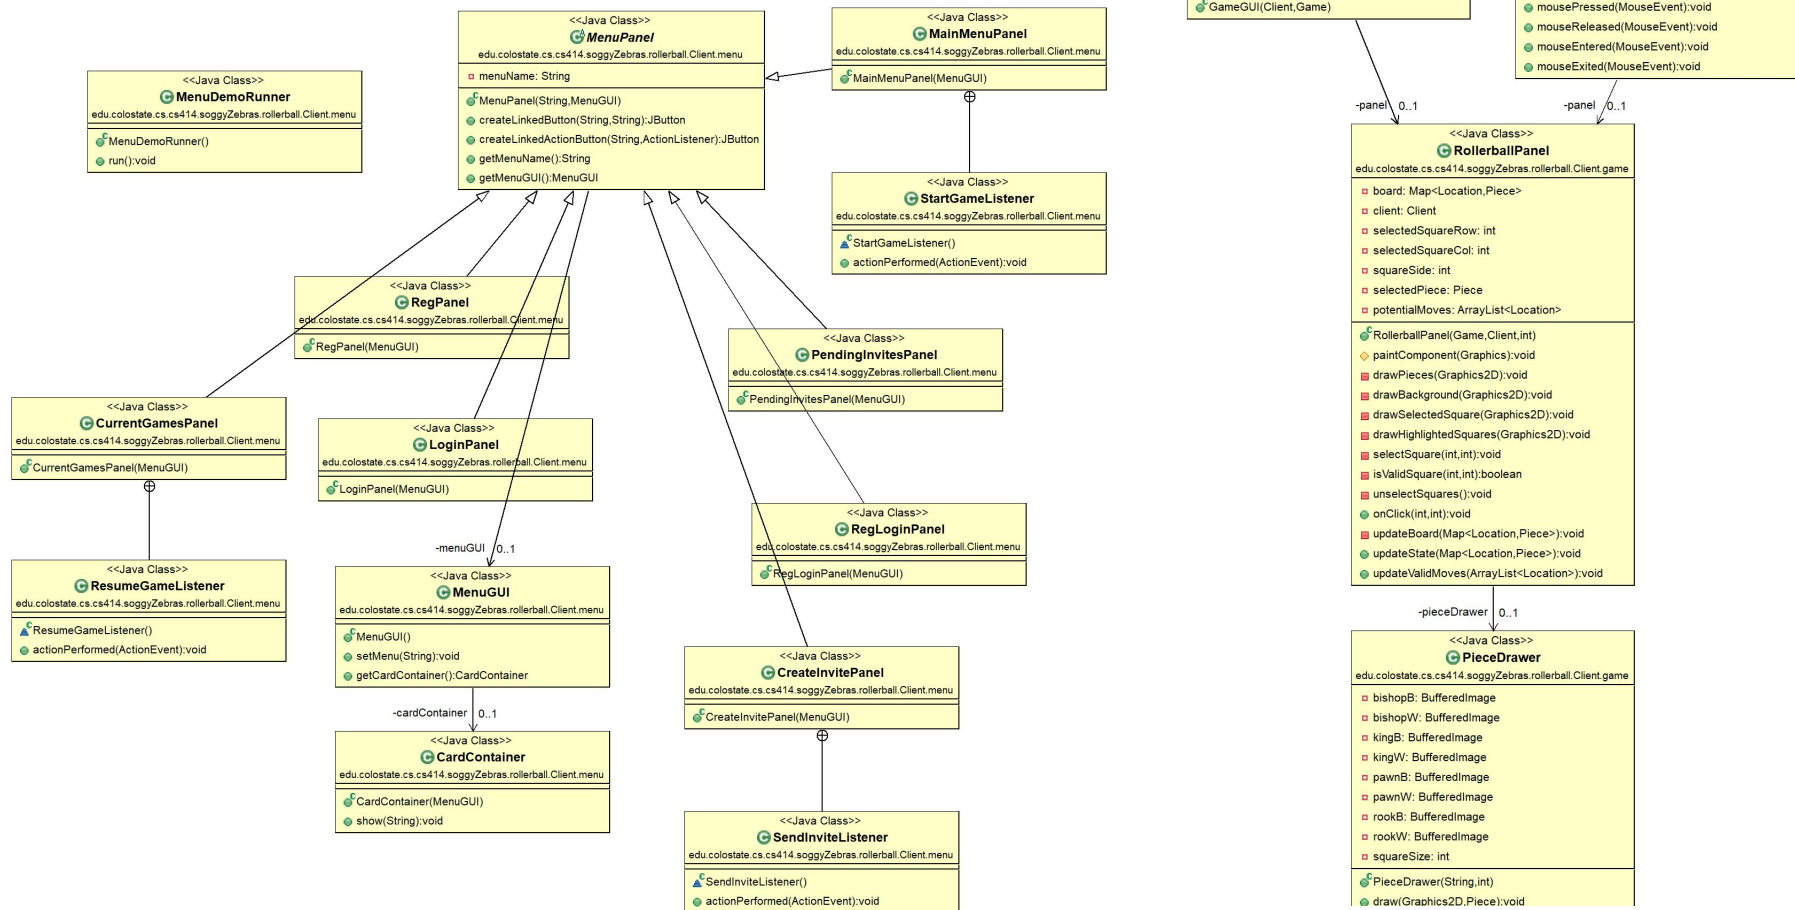 <<Java Class>>
MenuDemoRunner
edu.colostate.cs.cs414.soggyZebras.rollerball.Client.menu
MenuDemoRunner()
run():void
<<Java Class>>
MenuPanel
edu.colostate.cs.cs414.soggyZebras.rollerball.Client.menu
menuName: String
MenuPanel(String,MenuGUI)
createLinkedButton(String,String):JButton
createLinkedActionButton(String,ActionListener):JButton
getMenuName():String
getMenuGUI():MenuGUI
<<Java Class>>
MainMenuPanel
edu.colostate.cs.cs414.soggyZebras.rollerball.Client.menu
MainMenuPanel(MenuGUI)
<<Java Class>>
StartGameListener
edu.colostate.cs.cs414.soggyZebras.rollerball.Client.menu
StartGameListener()
actionPerformed(ActionEvent):void
<<Java Class>>
RegPanel
edu.colostate.cs.cs414.soggyZebras.rollerball.Client.menu
RegPanel(MenuGUI)
<<Java Class>>
PendingInvitesPanel
edu.colostate.cs.cs414.soggyZebras.rollerball.Client.menu
PendingInvitesPanel(MenuGUI)
<<Java Class>>
CurrentGamesPanel
edu.colostate.cs.cs414.soggyZebras.rollerball.Client.menu
CurrentGamesPanel(MenuGUI)
<<Java Class>>
LoginPanel
edu.colostate.cs.cs414.soggyZebras.rollerball.Client.menu
LoginPanel(MenuGUI)
<<Java Class>>
RegLoginPanel
edu.colostate.cs.cs414.soggyZebras.rollerball.Client.menu
RegLoginPanel(MenuGUI)
<<Java Class>>
ResumeGameListener
edu.colostate.cs.cs414.soggyZebras.rollerball.Client.menu
ResumeGameListener()
actionPerformed(ActionEvent):void
-menuGUI 0..1
<<Java Class>>
MenuGUI
edu.colostate.cs.cs414.soggyZebras.rollerball.Client.menu
MenuGUI()
setMenu(String):void
getCardContainer():CardContainer
-cardContainer 0..1
<<Java Class>>
CardContainer
edu.colostate.cs.cs414.soggyZebras.rollerball.Client.menu
CardContainer(MenuGUI)
show(String):void
<<Java Class>>
CreateInvitePanel
edu.colostate.cs.cs414.soggyZebras.rollerball.Client.menu
CreateInvitePanel(MenuGUI)
<<Java Class>>
SendInviteListener
edu.colostate.cs.cs414.soggyZebras.rollerball.Client.menu
SendInviteListener()
actionPerformed(ActionEvent):void
GameGUI(Client,Game)
mousePressed(MouseEvent):void
mouseReleased(MouseEvent):void
mouseEntered(MouseEvent):void
mouseExited(MouseEvent):void
-panel 0..1
-panel 0..1
<<Java Class>>
RollerballPanel
edu.colostate.cs.cs414.soggyZebras.rollerball.Client.game
board: Map<Location,Piece>
client: Client
selectedSquareRow: int
selectedSquareCol: int
squareSide: int
selectedPiece: Piece
potentialMoves: ArrayList<Location>
RollerballPanel(Game,Client,int)
paintComponent(Graphics):void
drawPieces(Graphics2D):void
drawBackground(Graphics2D):void
drawSelectedSquare(Graphics2D):void
drawHighlightedSquares(Graphics2D):void
selectSquare(int,int):void
isValidSquare(int,int):boolean
unselectSquares():void
onClick(int,int):void
updateBoard(Map<Location,Piece>):void
updateState(Map<Location,Piece>):void
updateValidMoves(ArrayList<Location>):void
-pieceDrawer 0..1
<<Java Class>>
PieceDrawer
edu.colostate.cs.cs414.soggyZebras.rollerball.Client.game
bishopB: BufferedImage
bishopW: BufferedImage
kingB: BufferedImage
kingW: BufferedImage
pawnB: BufferedImage
pawnW: BufferedImage
rookB: BufferedImage
rookW: BufferedImage
squareSize: int
PieceDrawer(String,int)
draw(Graphics2D,Piece):void